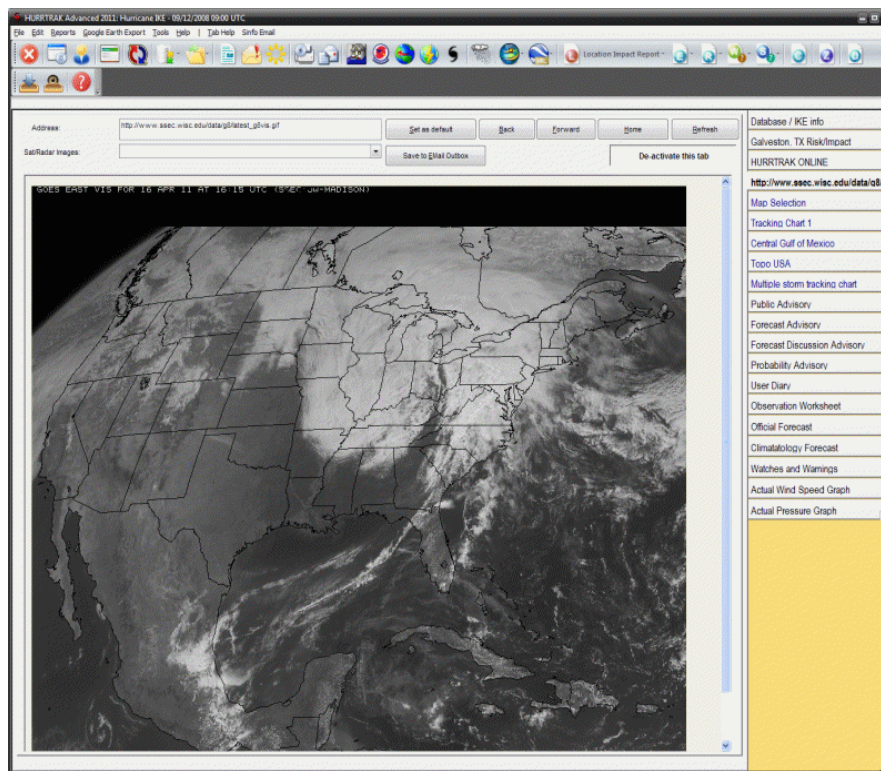 HURRTRAK Advanced 2011: Hurricane IKE - 09/12/2008 09:00 UTC
File Edit Reports Google Earth Export Tools Help | Tab Help Sinfo Email
Location Impact Report
Address:
http://www.ssec.wisc.edu/data/g8/latest_g8vis.gif
Set as default
Back
Forward
Home
Refresh
Sat/Radar Images:
Save to EMail Outbox
De-activate this tab
GOES EAST VIS FOR 16 APR 11 AT 16:15 UTC (SSEC UW-MADISON)
Database / IKE info
Galveston, TX Risk/Impact
HURRTRAK ONLINE
http://www.ssec.wisc.edu/data/g8/
Map Selection
Tracking Chart 1
Central Gulf of Mexico
Topo USA
Multiple storm tracking chart
Public Advisory
Forecast Advisory
Forecast Discussion Advisory
Probability Advisory
User Diary
Observation Worksheet
Official Forecast
Climatatology Forecast
Watches and Warnings
Actual Wind Speed Graph
Actual Pressure Graph